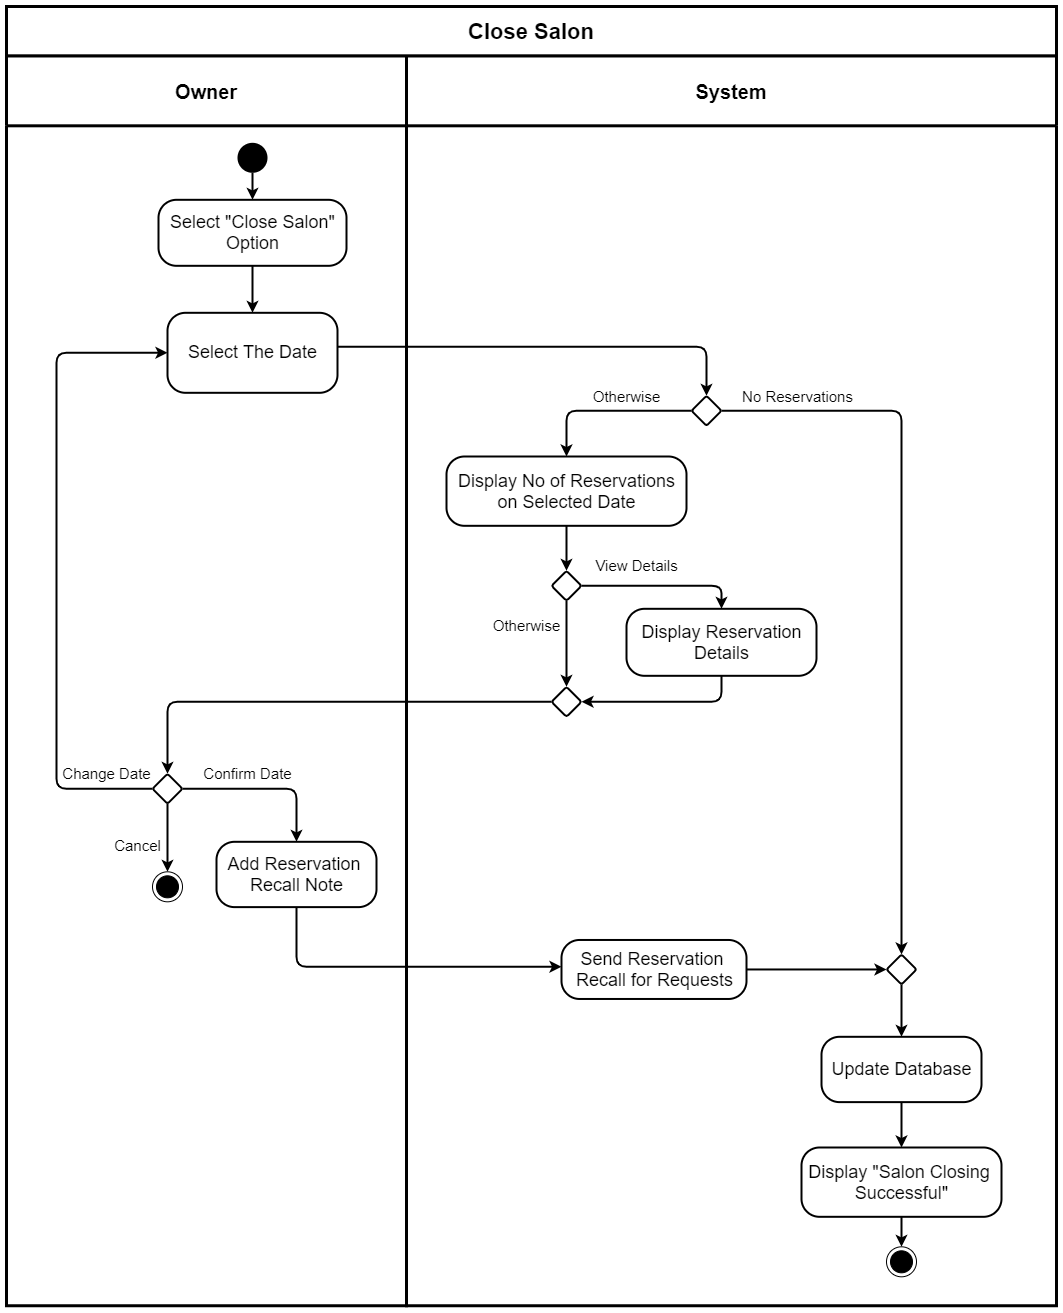 Close Salon
Owner
System
Select "Close Salon"
Option
Select The Date
Otherwise
No Reservations
Display No of Reservations
on Selected Date
View Details
Otherwise
Display Reservation
Details
Change Date
Confirm Date
Cancel
Add Reservation
Recall Note
Send Reservation
Recall for Requests
Update Database
Display "Salon Closing
Successful"